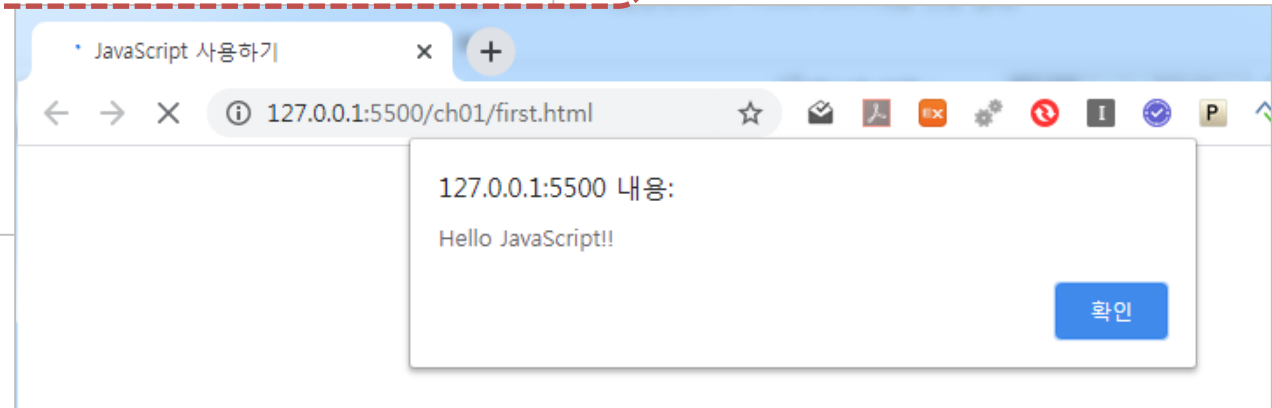 JavaScript 사용하기
127.0.0.1:5500/ch01/first.html
EX
I
P
127.0.0.1:5500 내용:
Hello JavaScript!!
확인